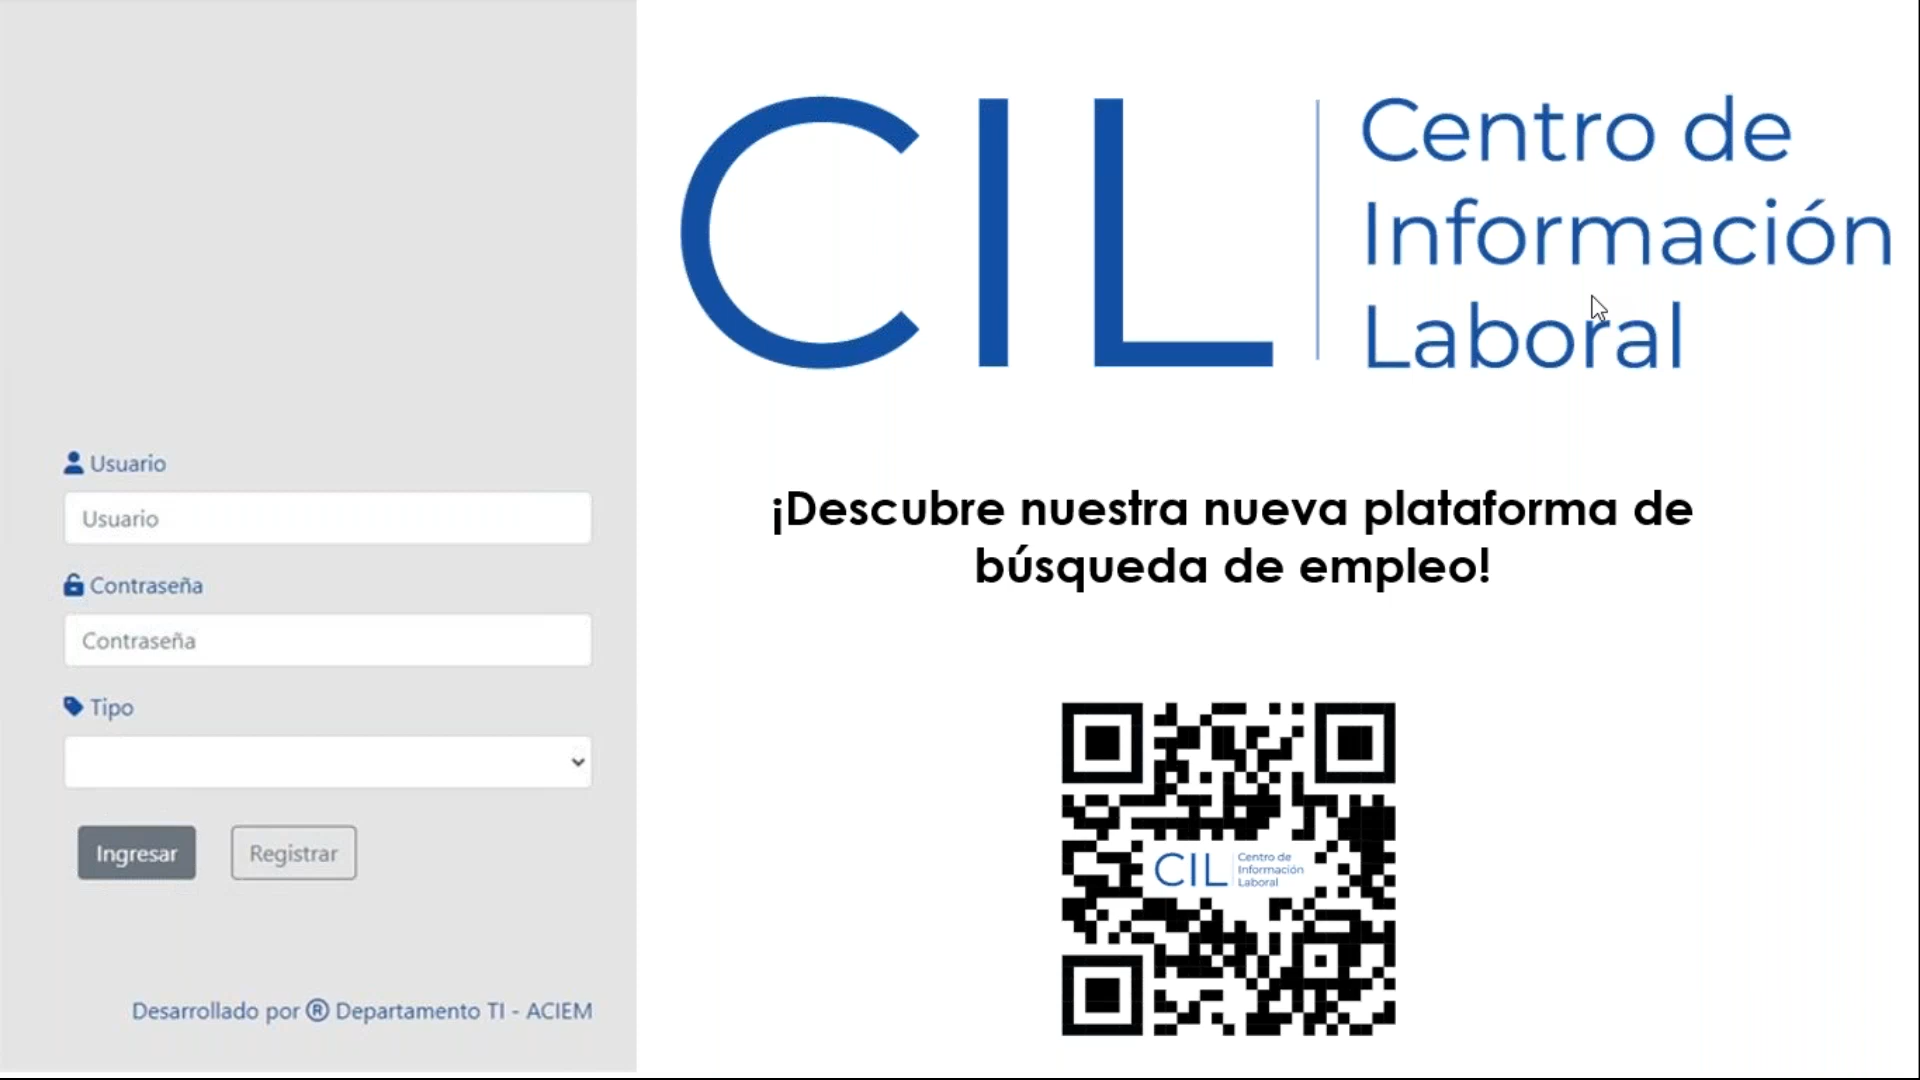 Usuario
Usuario
Contraseña
Contraseña
Tipo
Ingresar
Registrar
Desarrollado por ® Departamento TI - ACIEM
CIL
Centro de
Información
Laboral
¡Descubre nuestra nueva plataforma de
búsqueda de empleo!
CIL
Centro de
Información
Laboral